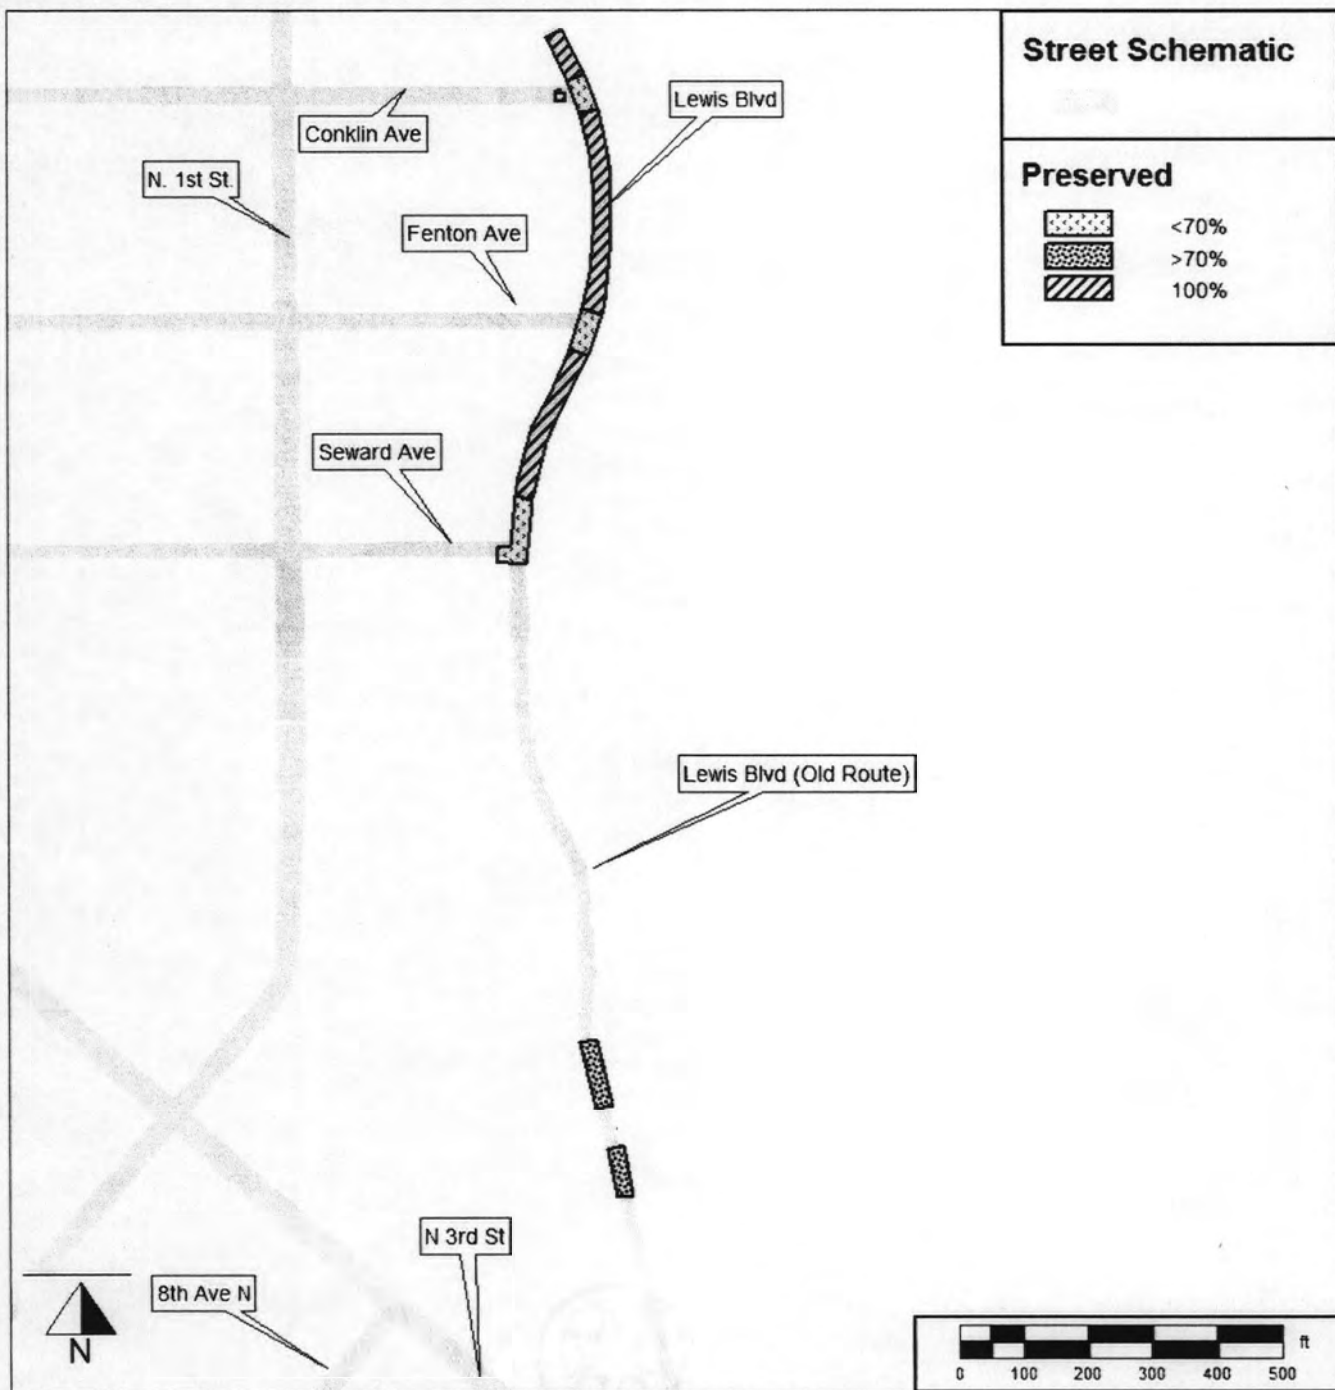 Street Schematic
Lewis Blvd
Conklin Ave
Preserved
N. 1st St.
<70%
Fenton Ave
>70%
100%
Seward Ave
Lewis Blvd (Old Route)
N 3rd St
8th Ave N
N
ft
0 100 200 300 400 500